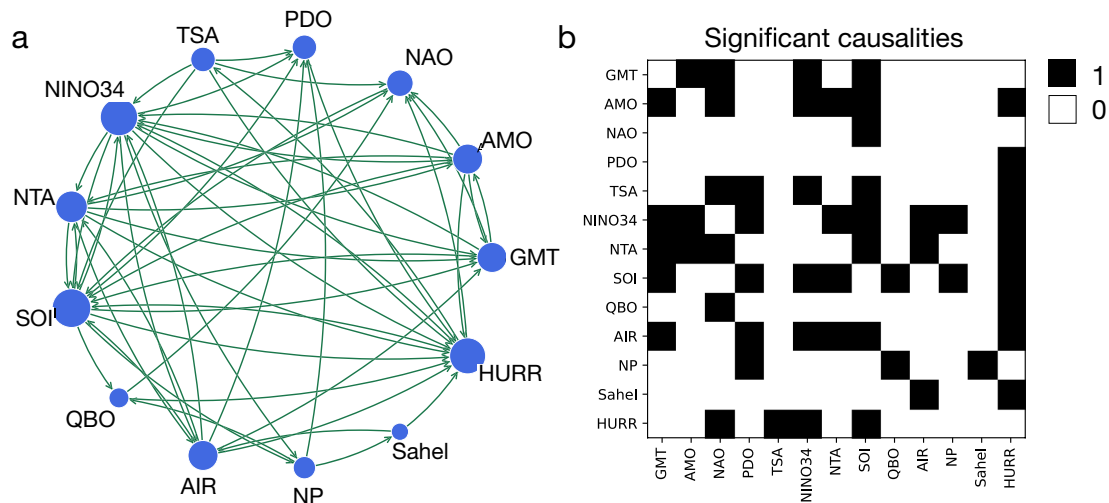 a
PDO
TSA
NAO
NINO34
AMO
NTA
GMT
SOI
HURR
QBO
Sahel
AIR
NP
b
Significant causalities
1
0
GMT
AMO
NAO
PDO
TSA
NINO34
NTA
SOI
QBO
AIR
NP
Sahel
HURR
GMT
AMO
NAO
PDO
TSA
NINO34
NTA
SOI
QBO
AIR
NP
Sahel
HURR